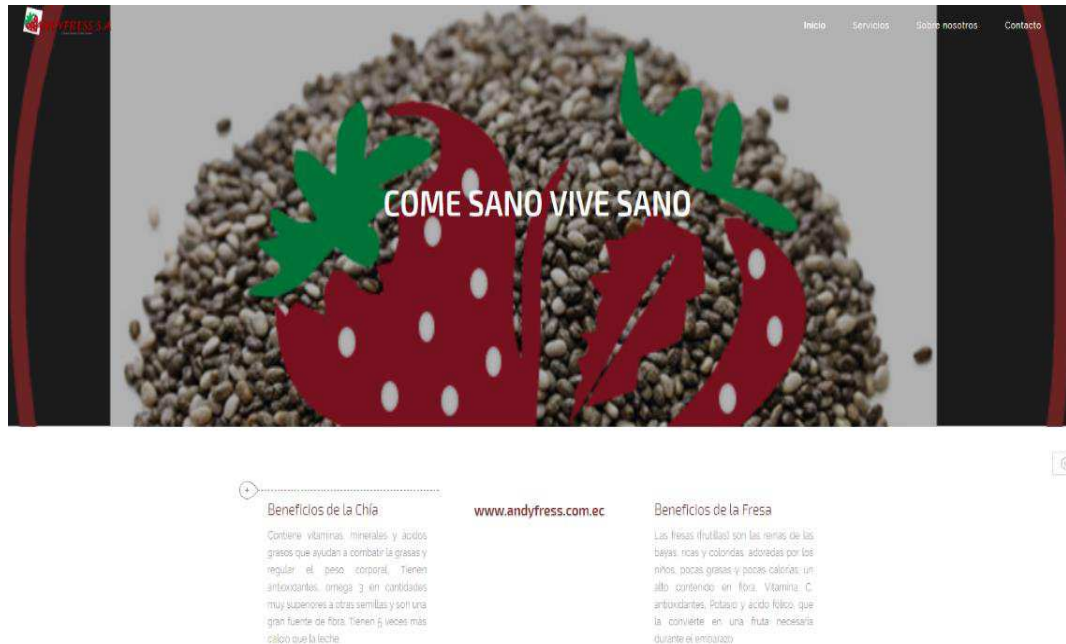 ANDYFRESS S.A
Inicio
Servicios
Sobre nosotros
Contacto
COME SANO VIVE SANO
Beneficios de la Chía
Contiene vitaminas, minerales y ácidos
grasos que ayudan a combatir la grasas y
regular el peso corporal. Tienen
antioxidantes, omega 3 en cantidades
muy superiores a otras semillas y son una
gran fuente de fibra. Tienen 5 veces más
calcio que la leche
www.andyfress.com.ec
Beneficios de la Fresa
Las fresas (frutillas) son las reinas de las
bayas, ricas y coloridas, adoradas por los
niños, pocas grasas y pocas calorías, un
alto contenido en fibra, Vitamina C,
antioxidantes, Potasio y ácido fólico, que
la convierte en una fruta necesaria
durante el embarazo